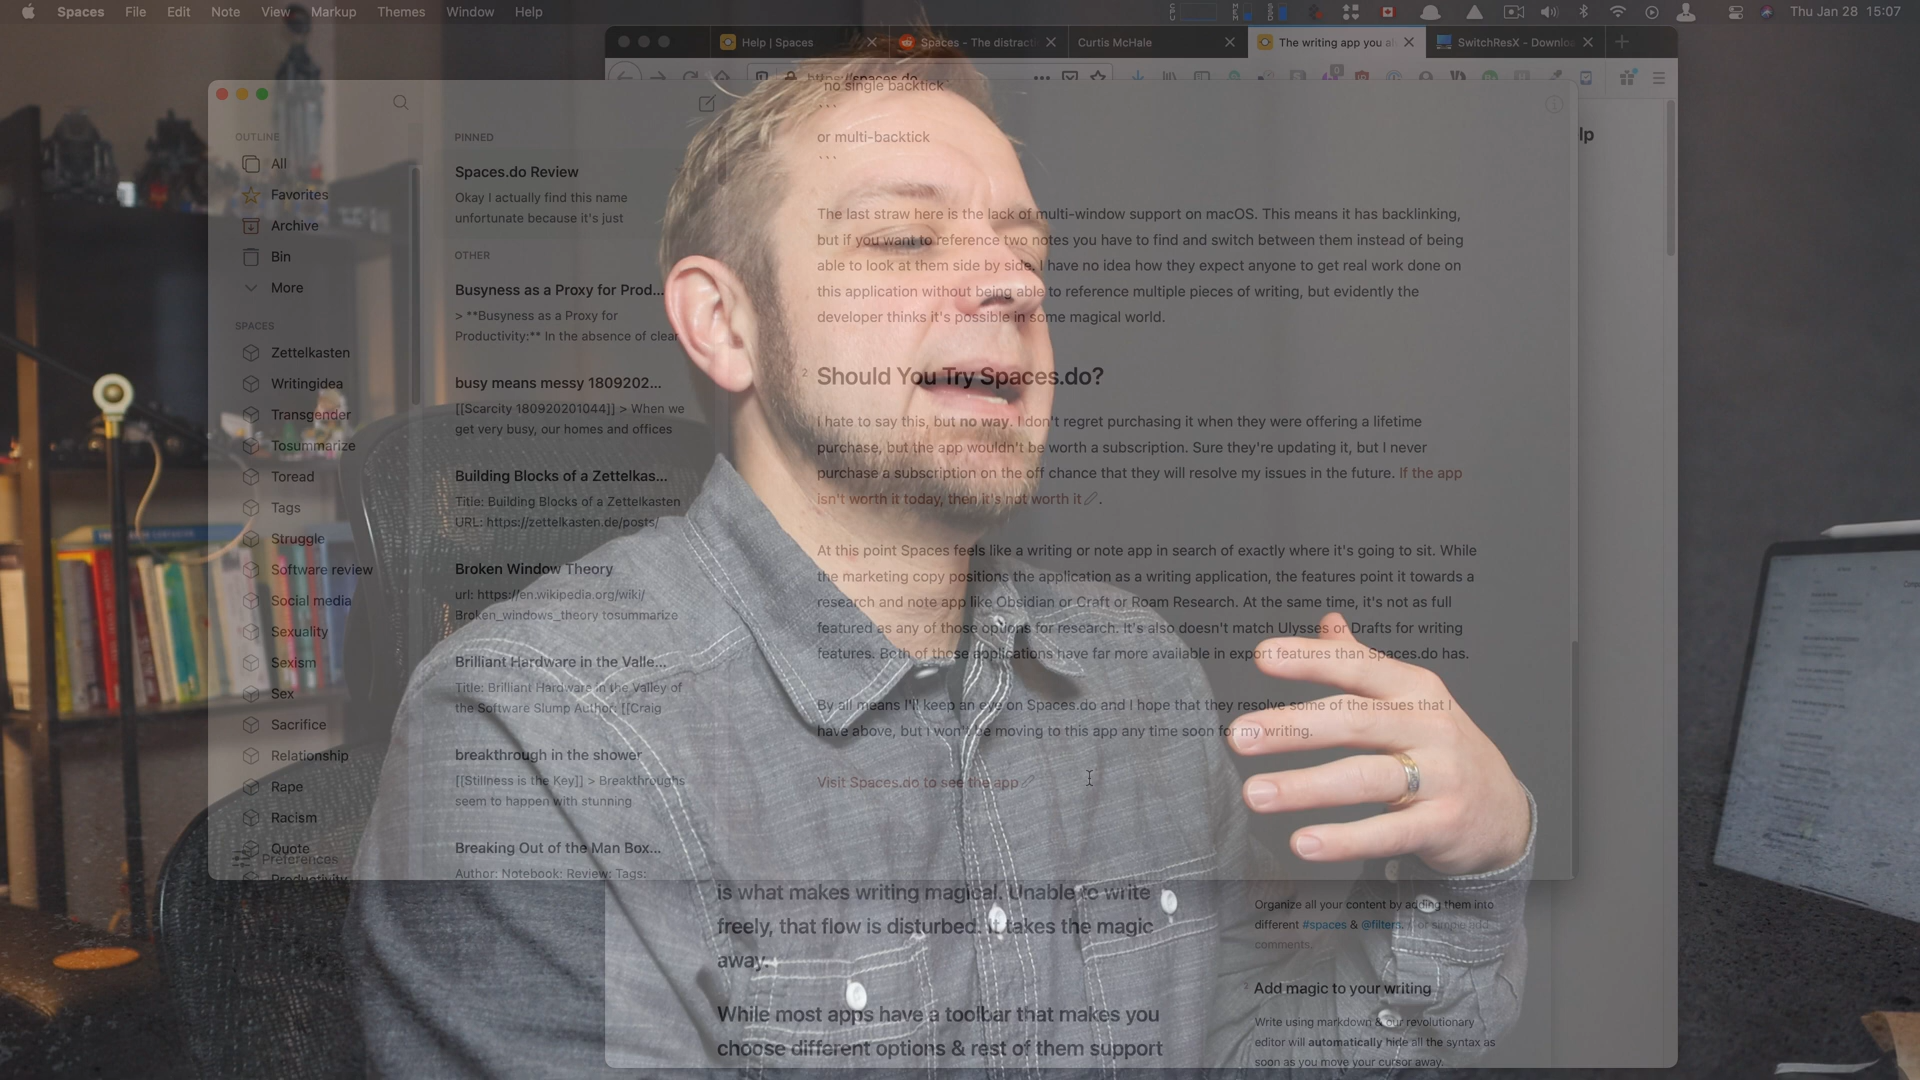 Spaces File Edit Note View Markup Themes Window Help
Thu Jan 28 15:07
Help | Spaces
Spaces - The distracti
Curtis McHale
The writing app you al
SwitchResX - Downloa
https://spaces.do
OUTLINE
All
Favorites
Archive
Bin
More
SPACES
Zettelkasten
Writingidea
Transgender
Tosummarize
Toread
Tags
Struggle
Software review
Social media
Sexuality
Sexism
Sex
Sacrifice
Relationship
Rape
Racism
Quote
Productivity
Preferences
PINNED
Spaces.do Review
Okay I actually find this name
unfortunate because it's just
OTHER
Busyness as a Proxy for Prod...
> **Busyness as a Proxy for
Productivity:** In the absence of clear
busy means messy 1809202...
[[Scarcity 180920201044]] > When we
get very busy, our homes and offices
Building Blocks of a Zettelkas...
Title: Building Blocks of a Zettelkasten
URL: https://zettelkasten.de/posts/
Broken Window Theory
url: https://en.wikipedia.org/wiki/
Broken_windows_theory tosummarize
Brilliant Hardware in the Valle...
Title: Brilliant Hardware in the Valley of
the Software Slump Author: [[Craig
breakthrough in the shower
[[Stillness is the Key]] > Breakthroughs
seem to happen with stunning
Breaking Out of the Man Box...
Author: Notebook: Review: Tags:
no single backtick
```
or multi-backtick
```
The last straw here is the lack of multi-window support on macOS. This means it has backlinking,
but if you want to reference two notes you have to find and switch between them instead of being
able to look at them side by side. I have no idea how they expect anyone to get real work done on
this application without being able to reference multiple pieces of writing, but evidently the
developer thinks it's possible in some magical world.
2 Should You Try Spaces.do?
I hate to say this, but no way. I don't regret purchasing it when they were offering a lifetime
purchase, but the app wouldn't be worth a subscription. Sure they're updating it, but I never
purchase a subscription on the off chance that they will resolve my issues in the future. If the app
isn't worth it today, then it's not worth it.
At this point Spaces feels like a writing or note app in search of exactly where it's going to sit. While
the marketing copy positions the application as a writing application, the features point it towards a
research and note app like Obsidian or Craft or Roam Research. At the same time, it's not as full
featured as any of those options for research. It's also doesn't match Ulysses or Drafts for writing
features. Both of those applications have far more available in export features than Spaces.do has.
By all means I'll keep an eye on Spaces.do and I hope that they resolve some of the issues that I
have above, but I won't be moving to this app any time soon for my writing.
Visit Spaces.do to see the app
lp
is what makes writing magical. Unable to write
freely, that flow is disturbed. It takes the magic
away.
While most apps have a toolbar that makes you
choose different options & rest of them support
Organize all your content by adding them into
different #spaces & @filters, or simple add
comments.
Add magic to your writing
Write using markdown & our revolutionary
editor will automatically hide all the syntax as
soon as you move your cursor away.